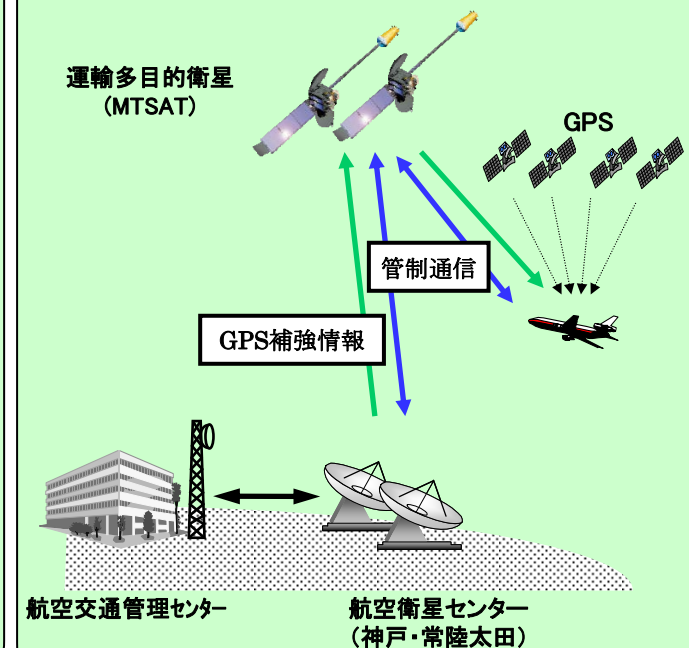 運輸多目的衛星
(MTSAT)
GPS
管制通信
GPS補強情報
航空交通管理センター
航空衛星センター
(神戸・常陸太田)